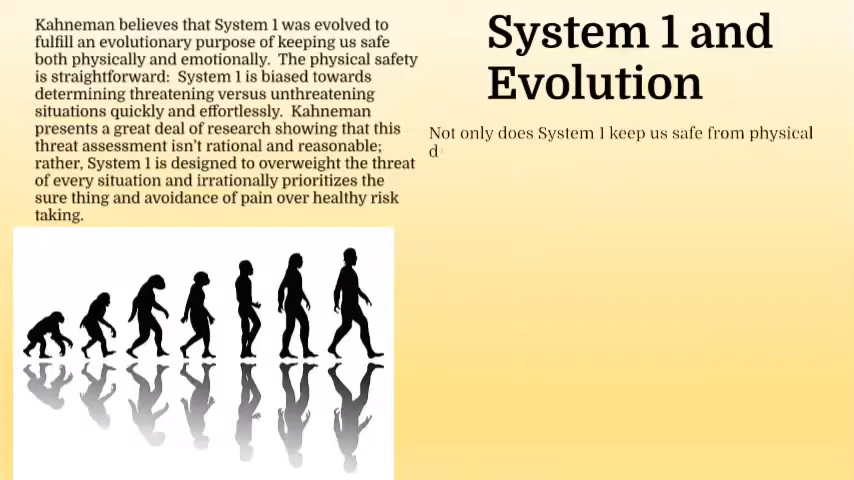 Kahneman believes that System 1 was evolved to
fulfill an evolutionary purpose of keeping us safe
both physically and emotionally. The physical safety
is straightforward: System 1 is biased towards
determining threatening versus unthreatening
situations quickly and effortlessly. Kahneman
presents a great deal of research showing that this
threat assessment isn't rational and reasonable;
rather, System 1 is designed to overweight the threat
of every situation and irrationally prioritizes the
sure thing and avoidance of pain over healthy risk
taking.
System 1 and
Evolution
Not only does System 1 keep us safe from physical
d